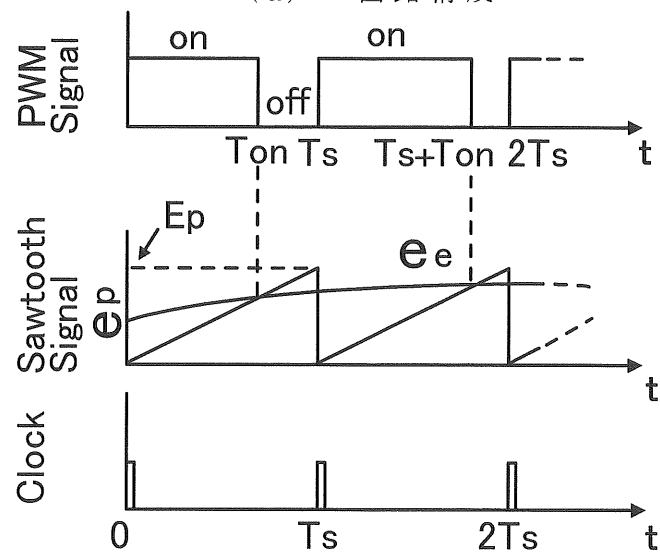 on
on
PWM
Signal
off
Ton Ts Ts+Ton 2Ts t
Ep
ee
Sawtooth
Signal
ep
t
Clock
0 Ts 2Ts t